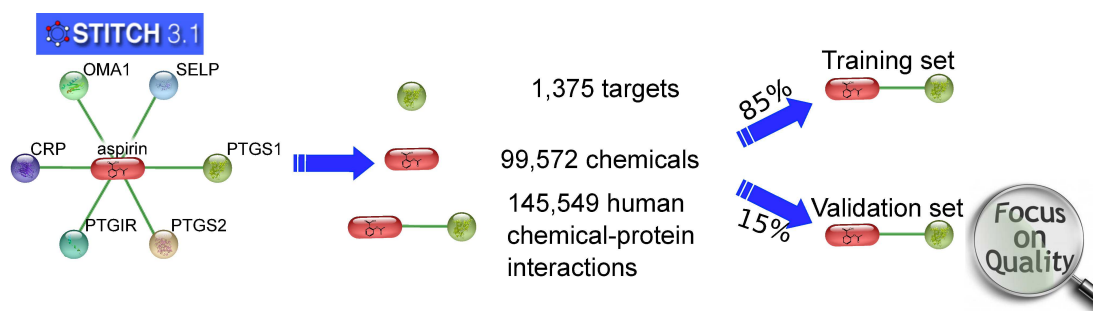 STITCH 3.1
OMA1
SELP
CRP
aspirin
PTGS1
PTGIR
PTGS2
1,375 targets
99,572 chemicals
145,549 human
chemical-protein
interactions
85%
15%
Training set
Validation set
Focus
on
Quality